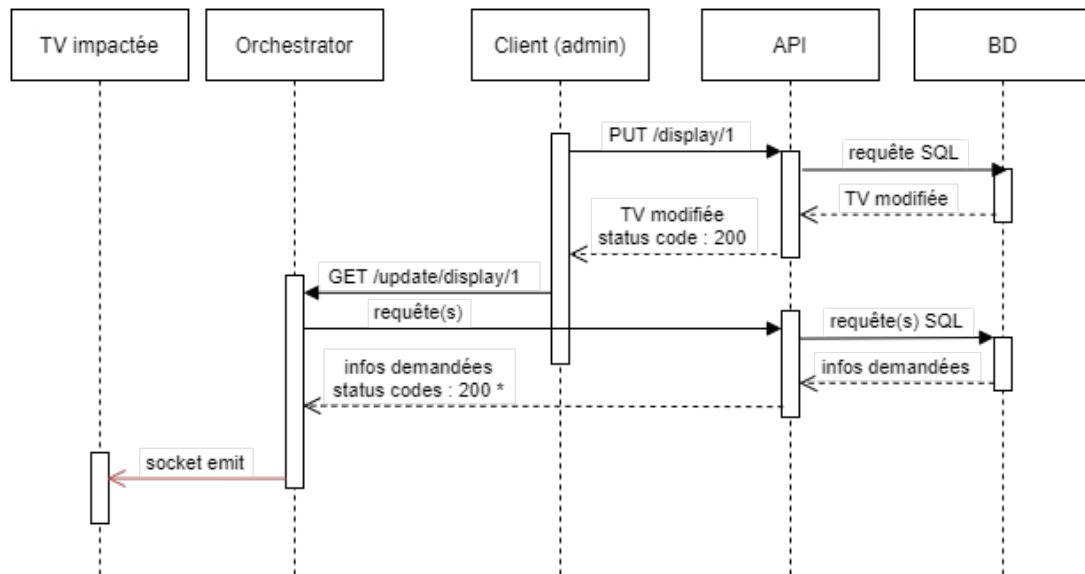 TV impactée
Orchestrator
Client (admin)
API
BD
PUT /display/1
requête SQL
TV modifiée
TV modifiée
status code : 200
GET /update/display/1
requête(s)
requête(s) SQL
infos demandées
infos demandées
status codes : 200 *
socket emit